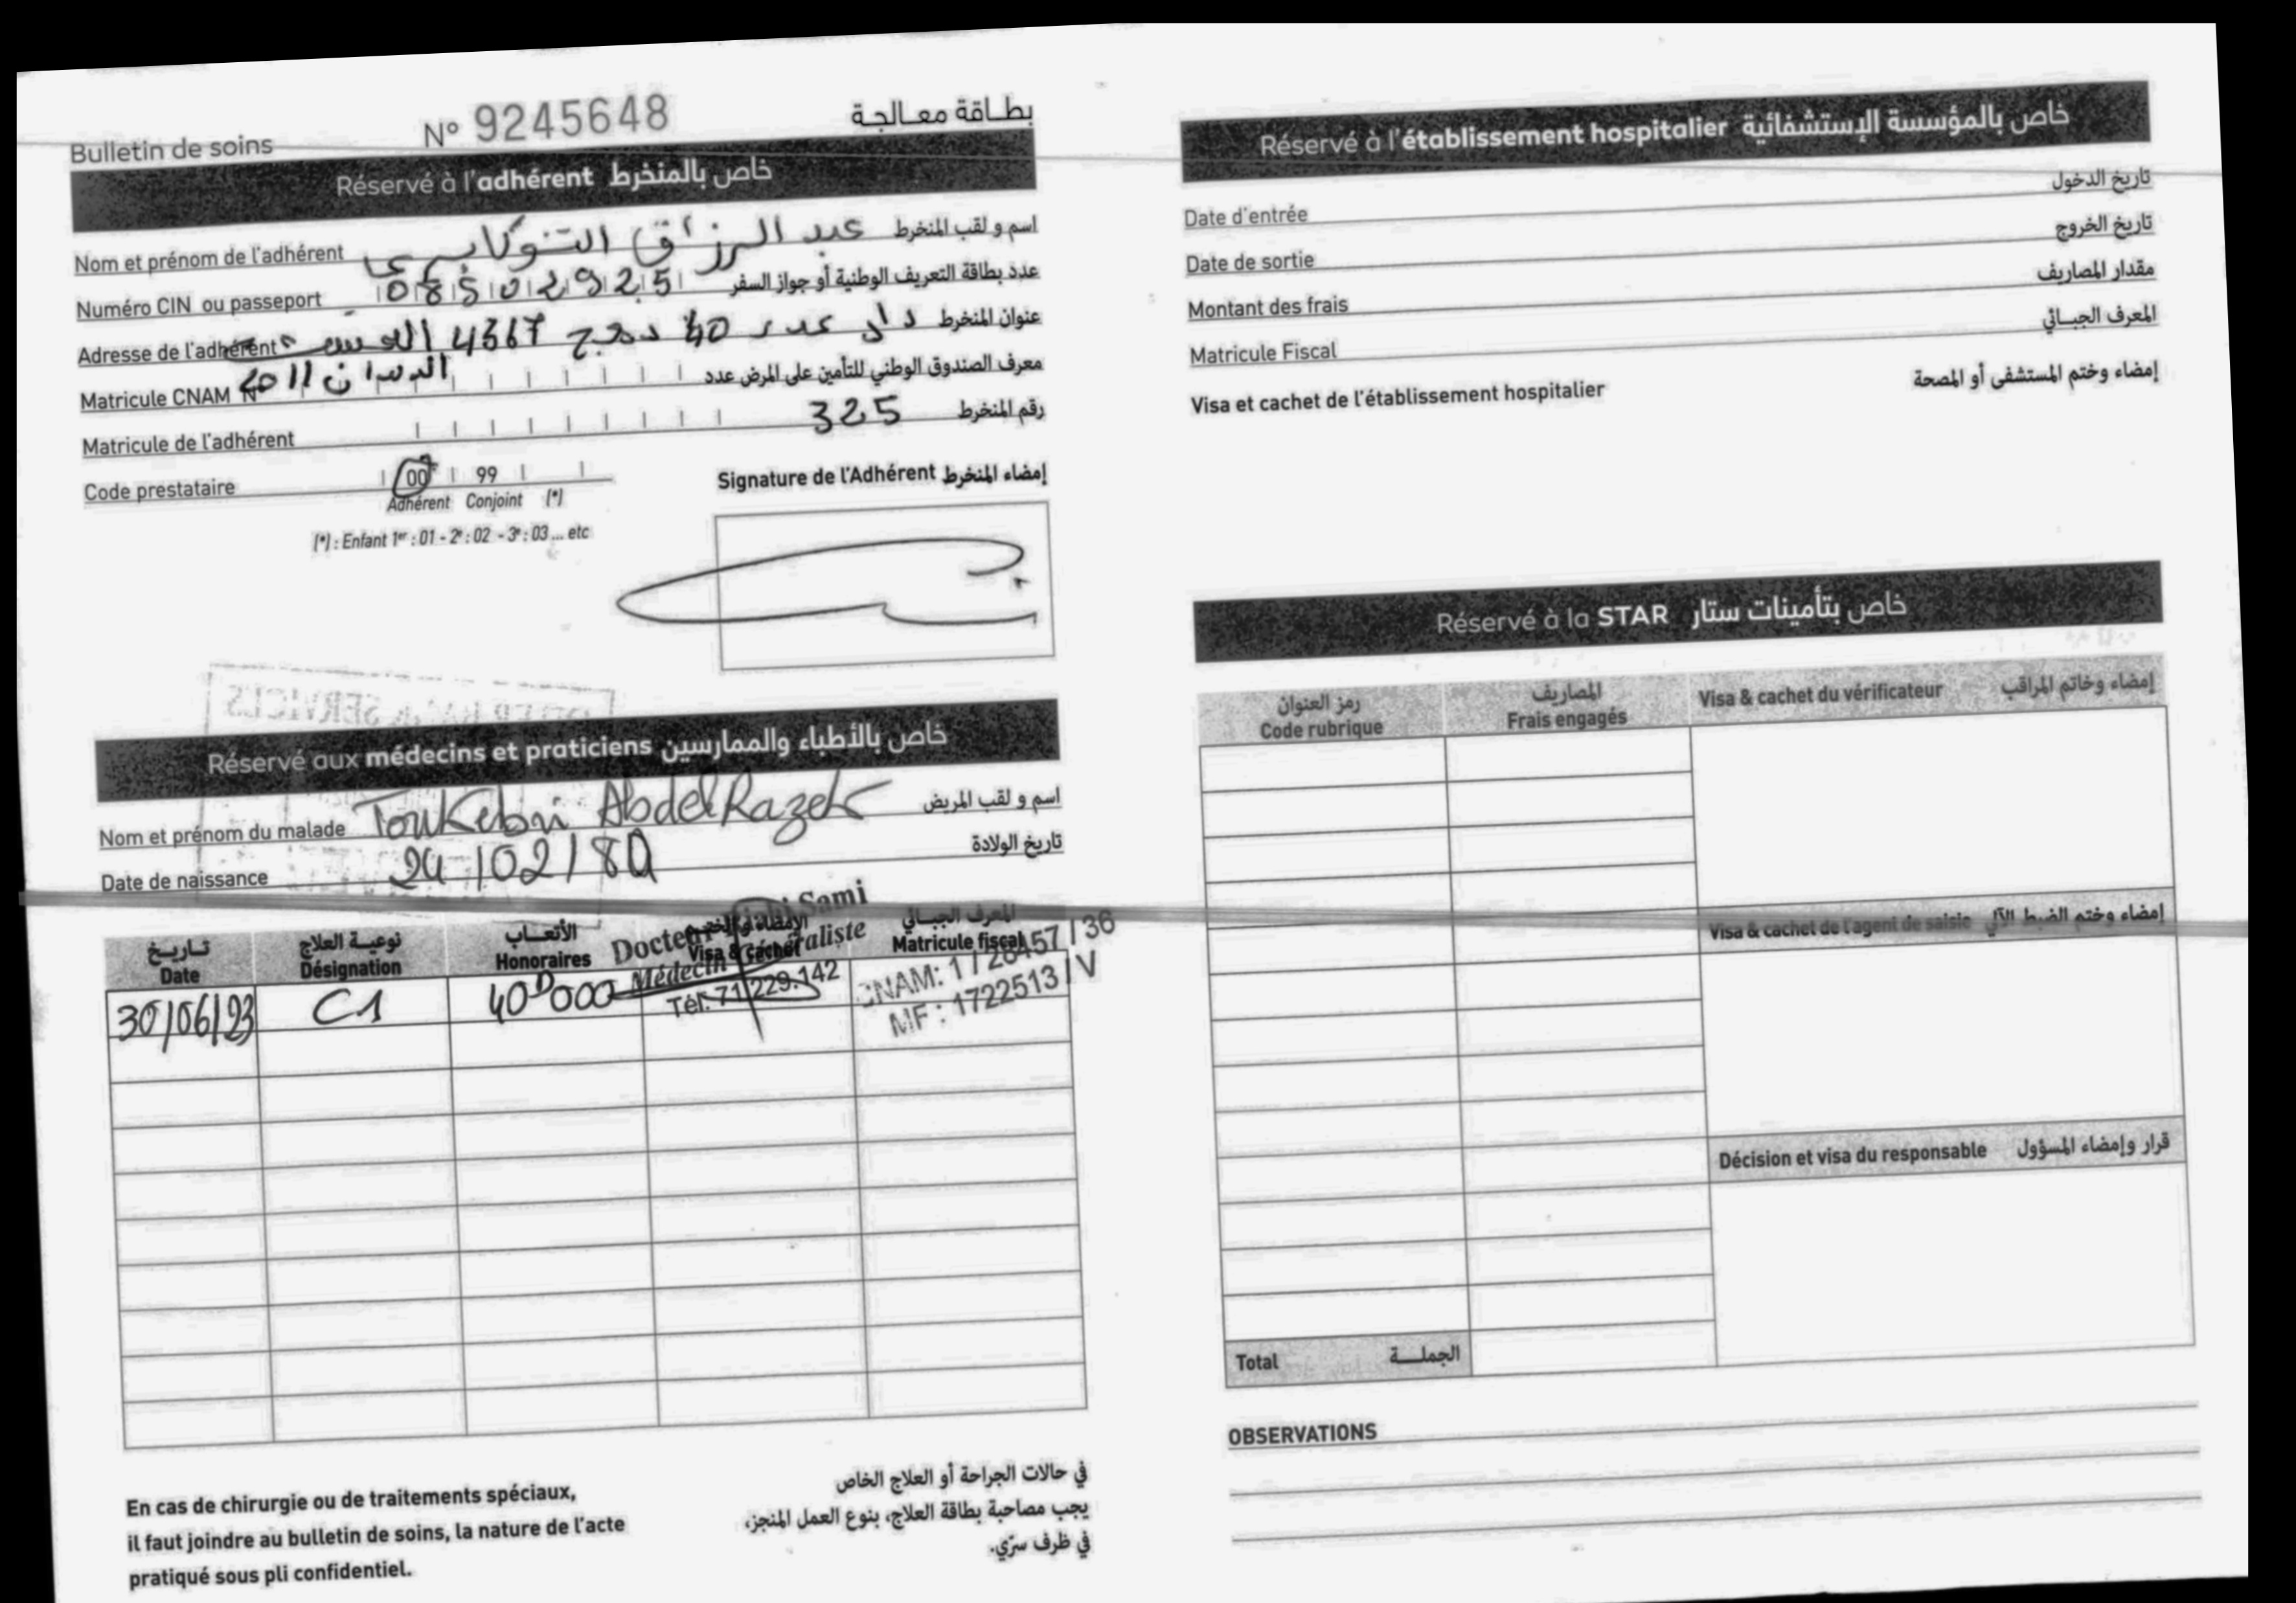 Bulletin de soins N° 9245648 بطاقة معالجة
Réservé à l'adhérent خاص بالمنخرط
Nom et prénom de l'adhérent عبد الرزاق التوكابري اسم و لقب المنخرط
Numéro CIN ou passeport 08502925 عدد بطاقة التعريف الوطنية أو جواز السفر
Adresse de l'adhérent دار عدد 40 نهج 4367 عنوان المنخرط
Matricule CNAM N° 2011 معرف الصندوق الوطني للتأمين على المرض عدد
Matricule de l'adhérent 325 رقم المنخرط
Code prestataire 00 99
Adhérent Conjoint (*)
(*) : Enfant 1er : 01 - 2e : 02 - 3e : 03 ... etc
Signature de l'Adhérent إمضاء المنخرط
Réservé aux médecins et praticiens خاص بالأطباء والممارسين
Nom et prénom du malade Toukebri AbdelRazek اسم و لقب المريض
Date de naissance 24/02/84 تاريخ الولادة
تاريخ نوعية العلاج الأتعاب الإمضاء والختم المعرف الجبائي
Date Désignation Honoraires Visa & cachet Matricule fiscal
30/06/23 C1 40D000
Docteur Sami
Médecin Généraliste
Tél: 71.229.142
CNAM: 1 / 26457 / 36
MF : 1722513 / V
En cas de chirurgie ou de traitements spéciaux,
il faut joindre au bulletin de soins, la nature de l'acte
pratiqué sous pli confidentiel.
في حالات الجراحة أو العلاج الخاص
يجب مصاحبة بطاقة العلاج، بنوع العمل المنجز،
في ظرف سرّي.
Réservé à l'établissement hospitalier خاص بالمؤسسة الإستشفائية
Date d'entrée تاريخ الدخول
Date de sortie تاريخ الخروج
Montant des frais مقدار المصاريف
Matricule Fiscal المعرف الجبائي
Visa et cachet de l'établissement hospitalier إمضاء وختم المستشفى أو المصحة
Réservé à la STAR خاص بتأمينات ستار
رمز العنوان المصاريف
Code rubrique Frais engagés
Visa & cachet du vérificateur إمضاء وخاتم المراقب
Visa & cachet de l'agent de saisie إمضاء وختم الضبط الآلي
Décision et visa du responsable قرار وإمضاء المسؤول
Total الجملة
OBSERVATIONS